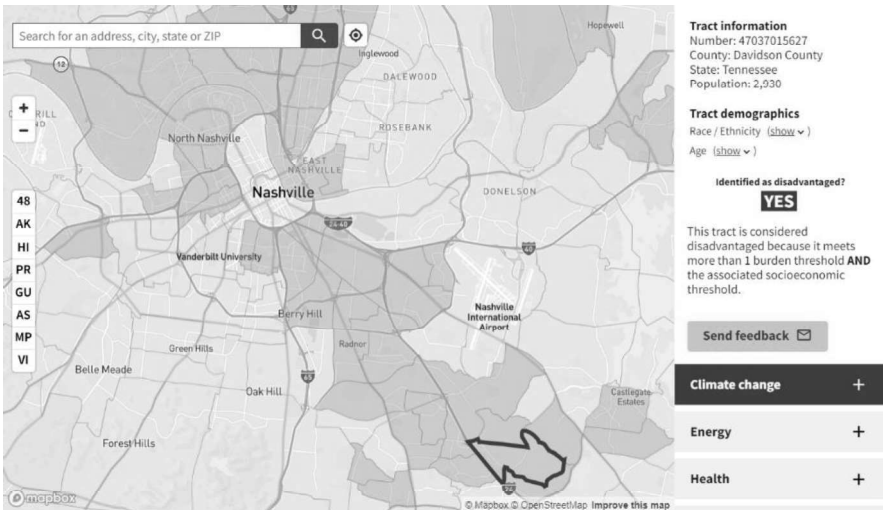 Search for an address, city, state or ZIP
Hopewell
Inglewood
12
DALEWOOD
ROSEBANK
North Nashville
EAST
NASHVILLE
Nashville
DONELSON
24-40
40
Vanderbilt University
Nashville
International
Airport
Berry Hill
Radnor
Green Hills
Belle Meade
65
Oak Hill
Castlegate
Estates
Forest Hills
mapbox
© Mapbox © OpenStreetMap Improve this map
+
−
48
AK
HI
PR
GU
AS
MP
VI
Tract information
Number: 47037015627
County: Davidson County
State: Tennessee
Population: 2,930
Tract demographics
Race / Ethnicity (show)
Age (show)
Identified as disadvantaged?
YES
This tract is considered
disadvantaged because it meets
more than 1 burden threshold AND
the associated socioeconomic
threshold.
Send feedback
Climate change +
Energy +
Health +